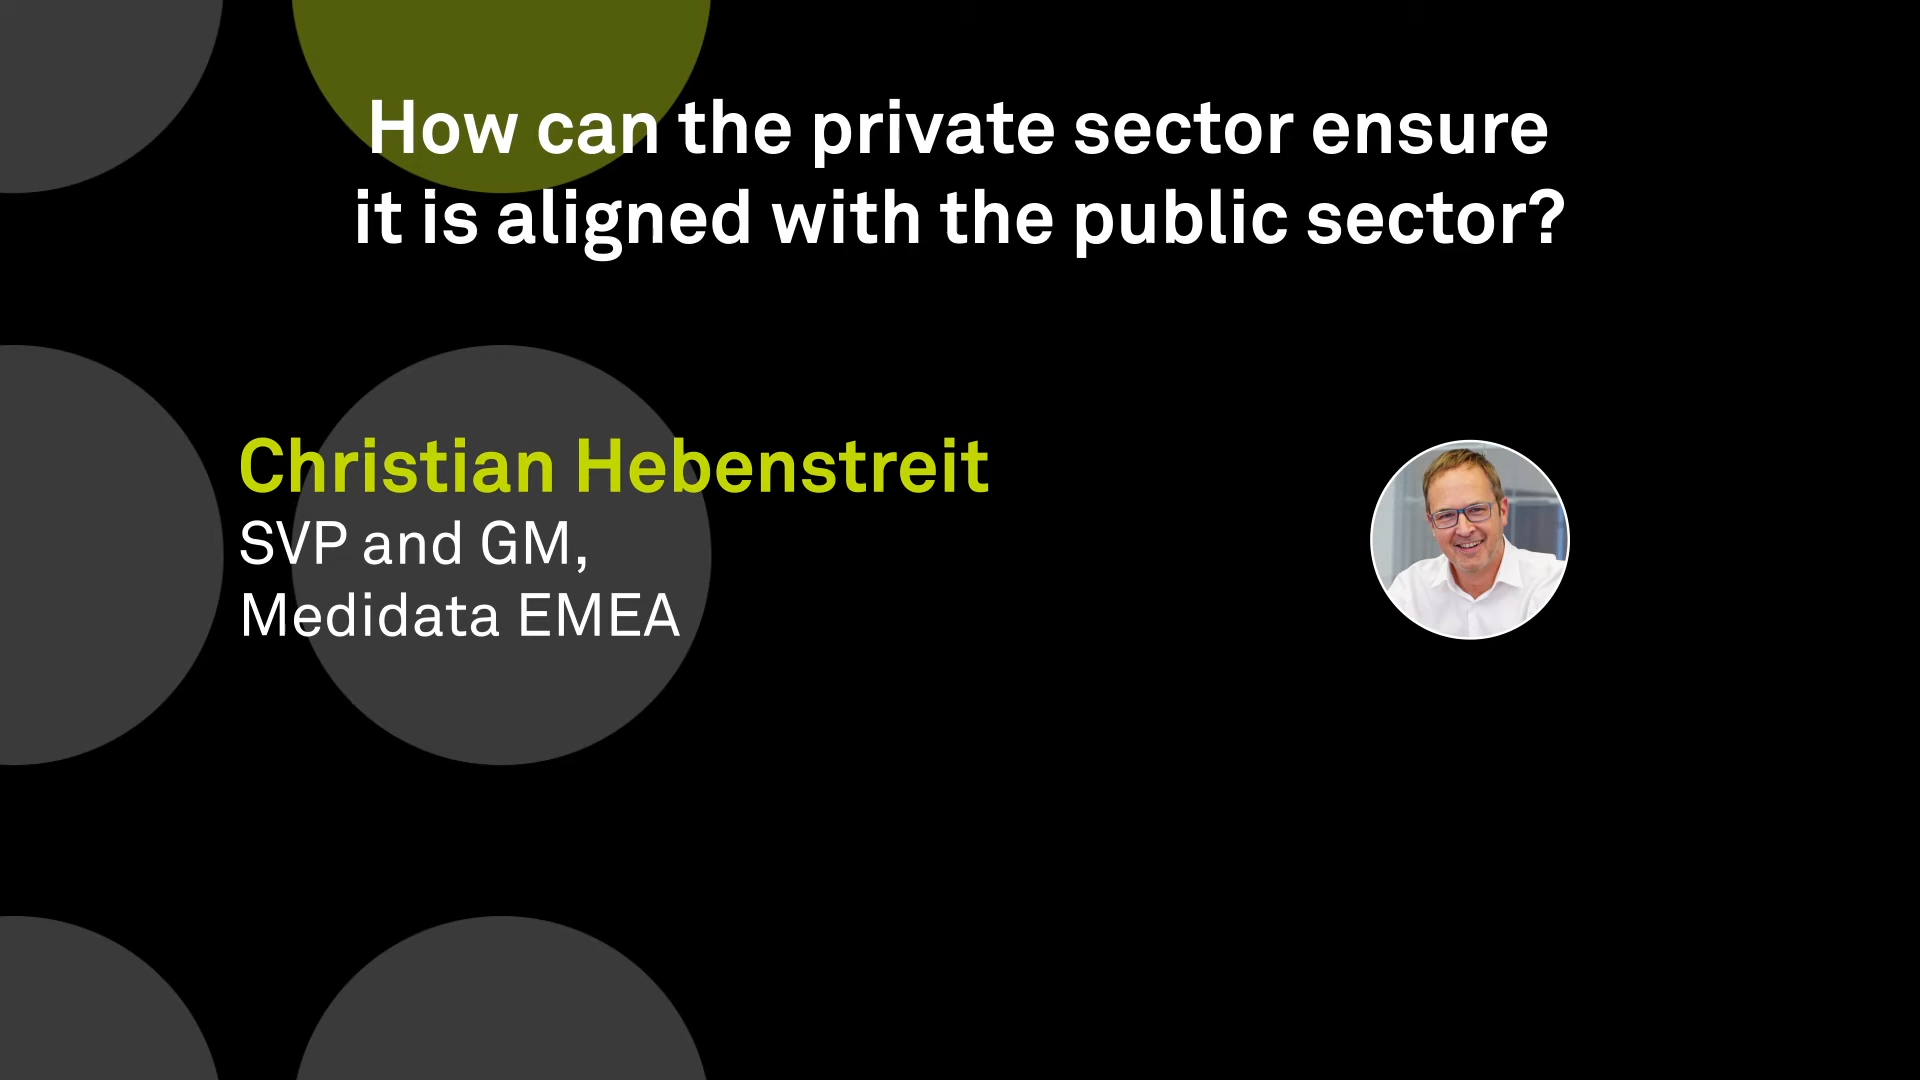 How can the private sector ensure
it is aligned with the public sector?
Christian Hebenstreit
SVP and GM,
Medidata EMEA